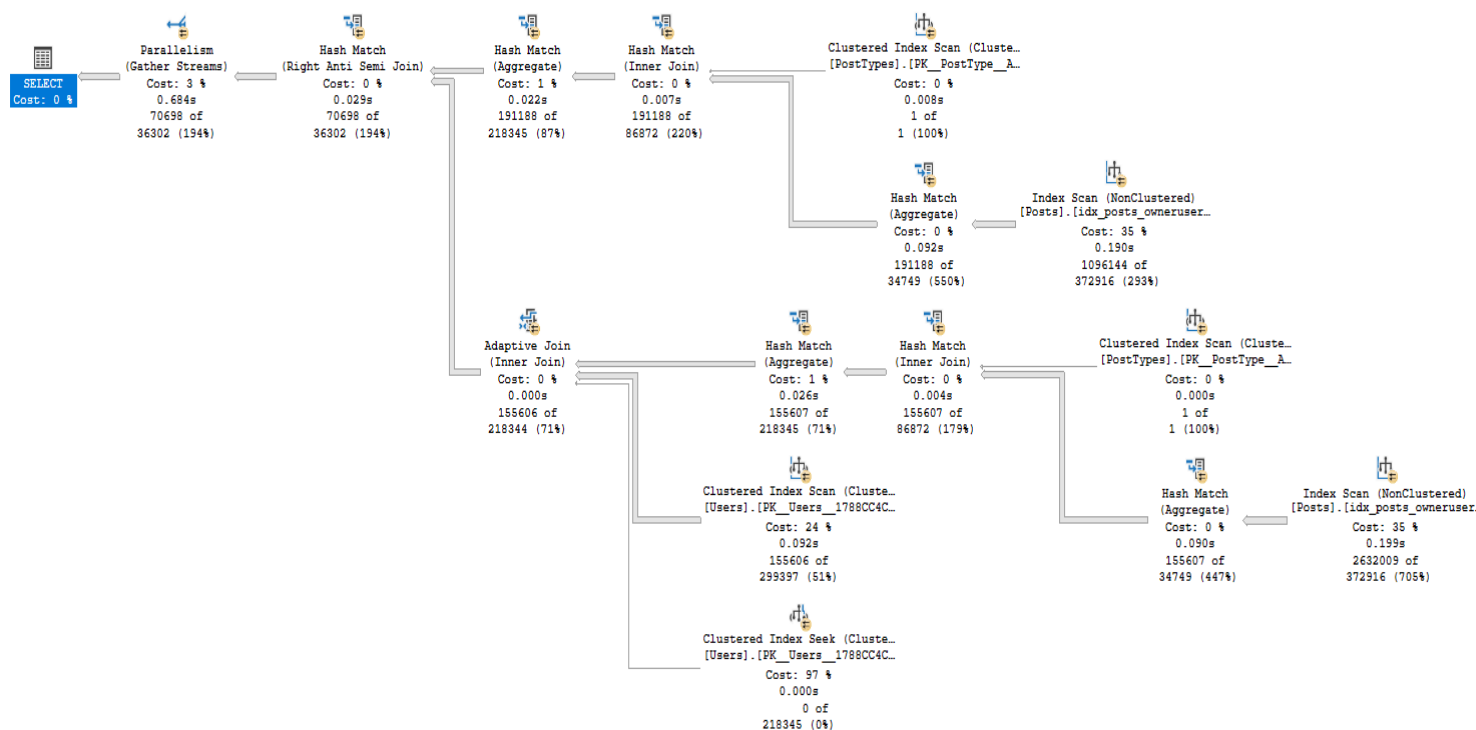 SELECT
Cost: 0 %
Parallelism
(Gather Streams)
Cost: 3 %
0.684s
70698 of
36302 (194%)
Hash Match
(Right Anti Semi Join)
Cost: 0 %
0.029s
70698 of
36302 (194%)
Hash Match
(Aggregate)
Cost: 1 %
0.022s
191188 of
218345 (87%)
Hash Match
(Inner Join)
Cost: 0 %
0.007s
191188 of
86872 (220%)
Clustered Index Scan (Cluste...
[PostTypes].[PK__PostType__A...
Cost: 0 %
0.008s
1 of
1 (100%)
Hash Match
(Aggregate)
Cost: 0 %
0.092s
191188 of
34749 (550%)
Index Scan (NonClustered)
[Posts].[idx_posts_owneruser...
Cost: 35 %
0.190s
1096144 of
372916 (293%)
Adaptive Join
(Inner Join)
Cost: 0 %
0.000s
155606 of
218344 (71%)
Hash Match
(Aggregate)
Cost: 1 %
0.026s
155607 of
218345 (71%)
Hash Match
(Inner Join)
Cost: 0 %
0.004s
155607 of
86872 (179%)
Clustered Index Scan (Cluste...
[PostTypes].[PK__PostType__A...
Cost: 0 %
0.000s
1 of
1 (100%)
Clustered Index Scan (Cluste...
[Users].[PK__Users__1788CC4C...
Cost: 24 %
0.092s
155606 of
299397 (51%)
Hash Match
(Aggregate)
Cost: 0 %
0.090s
155607 of
34749 (447%)
Index Scan (NonClustered)
[Posts].[idx_posts_owneruser.
Cost: 35 %
0.199s
2632009 of
372916 (705%)
Clustered Index Seek (Cluste...
[Users].[PK__Users__1788CC4C...
Cost: 97 %
0.000s
0 of
218345 (0%)